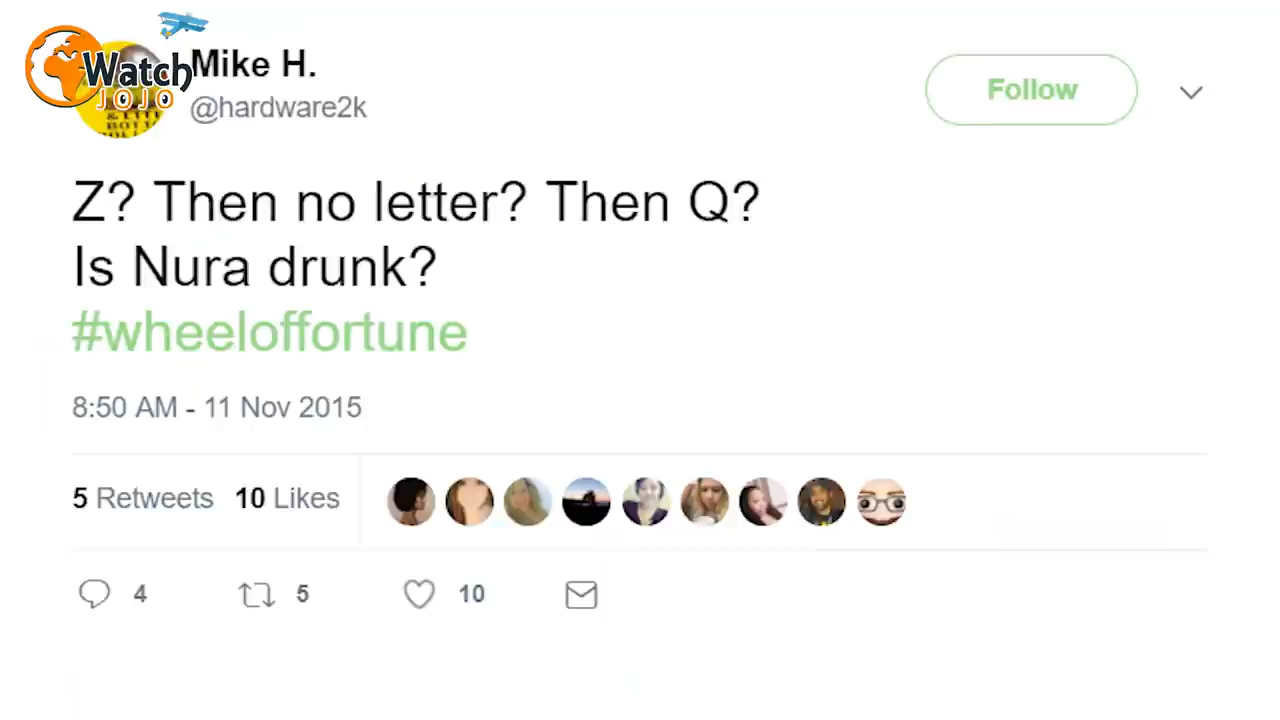 Watch
JOJO
Mike H.
@hardware2k
Follow
Z? Then no letter? Then Q?
Is Nura drunk?
#wheeloffortune
8:50 AM - 11 Nov 2015
5 Retweets 10 Likes
4 5 10